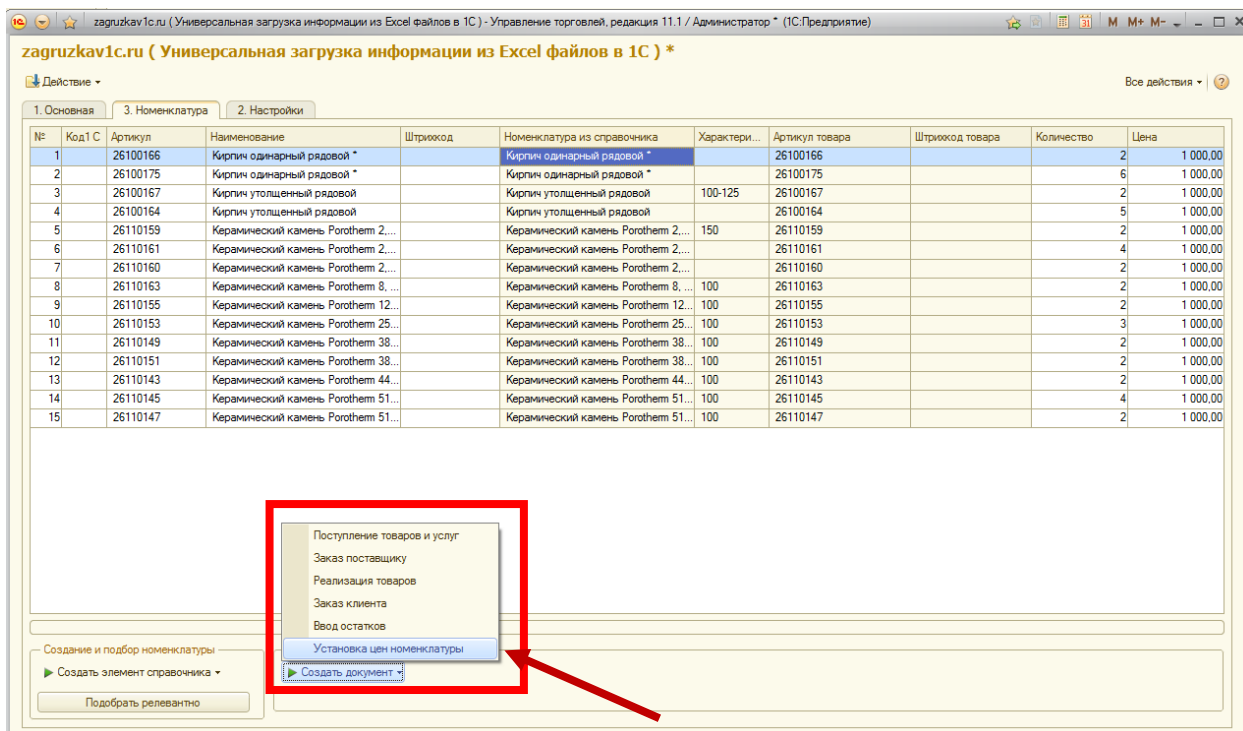 zagruzkav1c.ru ( Универсальная загрузка информации из Excel файлов в 1С ) - Управление торговлей, редакция 11.1 / Администратор * (1С:Предприятие) M M+ M-
zagruzkav1c.ru ( Универсальная загрузка информации из Excel файлов в 1С ) *
Действие Все действия
1. Основная 3. Номенклатура 2. Настройки
№ Код1 С Артикул Наименование Штрихкод Номенклатура из справочника Характери... Артикул товара Штрихкод товара Количество Цена
1 26100166 Кирпич одинарный рядовой * Кирпич одинарный рядовой * 26100166 2 1 000,00
2 26100175 Кирпич одинарный рядовой * Кирпич одинарный рядовой * 26100175 6 1 000,00
3 26100167 Кирпич утолщенный рядовой Кирпич утолщенный рядовой 100-125 26100167 2 1 000,00
4 26100164 Кирпич утолщенный рядовой Кирпич утолщенный рядовой 26100164 5 1 000,00
5 26110159 Керамический камень Porotherm 2,... Керамический камень Porotherm 2,... 150 26110159 2 1 000,00
6 26110161 Керамический камень Porotherm 2,... Керамический камень Porotherm 2,... 26110161 4 1 000,00
7 26110160 Керамический камень Porotherm 2,... Керамический камень Porotherm 2,... 26110160 2 1 000,00
8 26110163 Керамический камень Porotherm 8, ... Керамический камень Porotherm 8, ... 100 26110163 2 1 000,00
9 26110155 Керамический камень Porotherm 12... Керамический камень Porotherm 12... 100 26110155 2 1 000,00
10 26110153 Керамический камень Porotherm 25... Керамический камень Porotherm 25... 100 26110153 3 1 000,00
11 26110149 Керамический камень Porotherm 38... Керамический камень Porotherm 38... 100 26110149 2 1 000,00
12 26110151 Керамический камень Porotherm 38... Керамический камень Porotherm 38... 100 26110151 2 1 000,00
13 26110143 Керамический камень Porotherm 44... Керамический камень Porotherm 44... 100 26110143 2 1 000,00
14 26110145 Керамический камень Porotherm 51... Керамический камень Porotherm 51... 100 26110145 4 1 000,00
15 26110147 Керамический камень Porotherm 51... Керамический камень Porotherm 51... 100 26110147 2 1 000,00
Поступление товаров и услуг
Заказ поставщику
Реализация товаров
Заказ клиента
Ввод остатков
Установка цен номенклатуры
Создание и подбор номенклатуры
Создать элемент справочника Создать документ
Подобрать релевантно